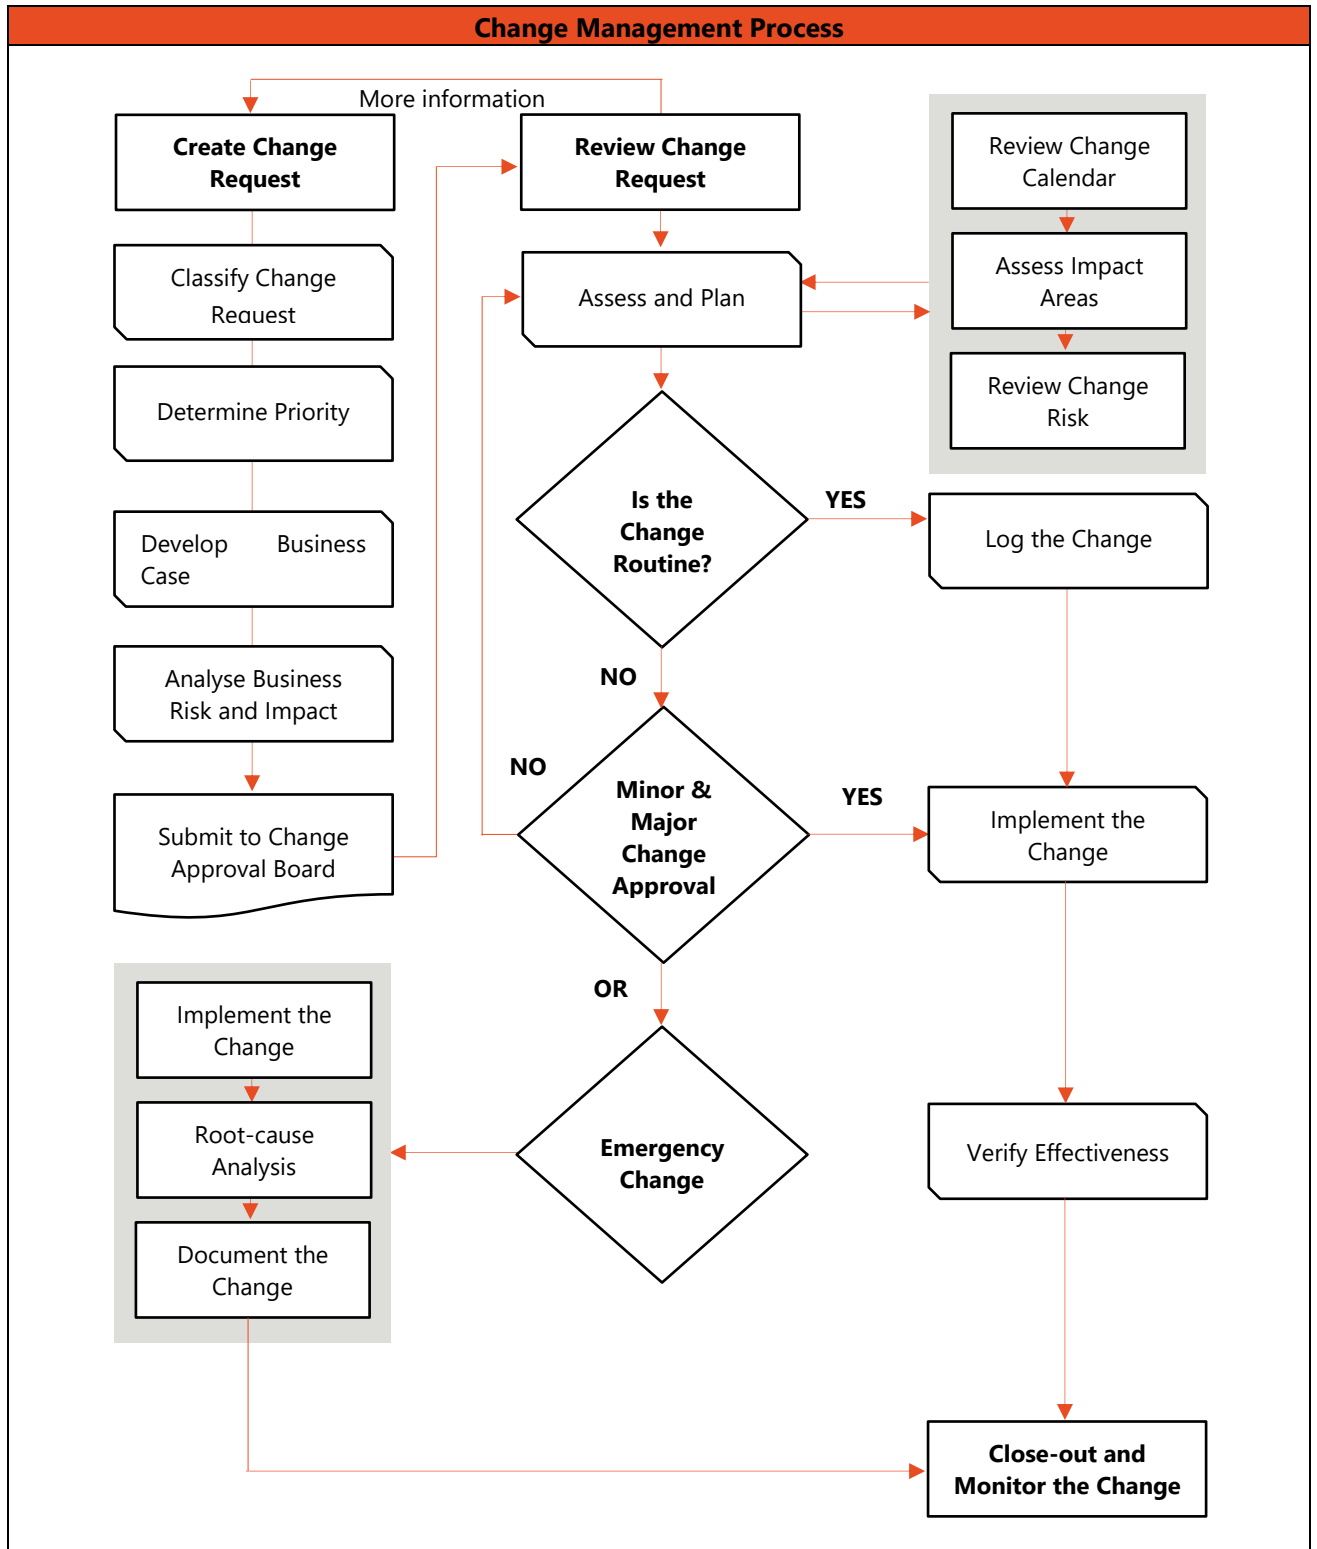 Change Management Process
More information
Create Change
Request
Classify Change
Request
Determine Priority
Develop Business
Case
Analyse Business
Risk and Impact
Submit to Change
Approval Board
Review Change
Request
Assess and Plan
Review Change
Calendar
Assess Impact
Areas
Review Change
Risk
Is the
Change
Routine?
YES
Log the Change
NO
NO
Minor &
Major
Change
Approval
YES
Implement the
Change
OR
Emergency
Change
Implement the
Change
Root-cause
Analysis
Document the
Change
Verify Effectiveness
Close-out and
Monitor the Change